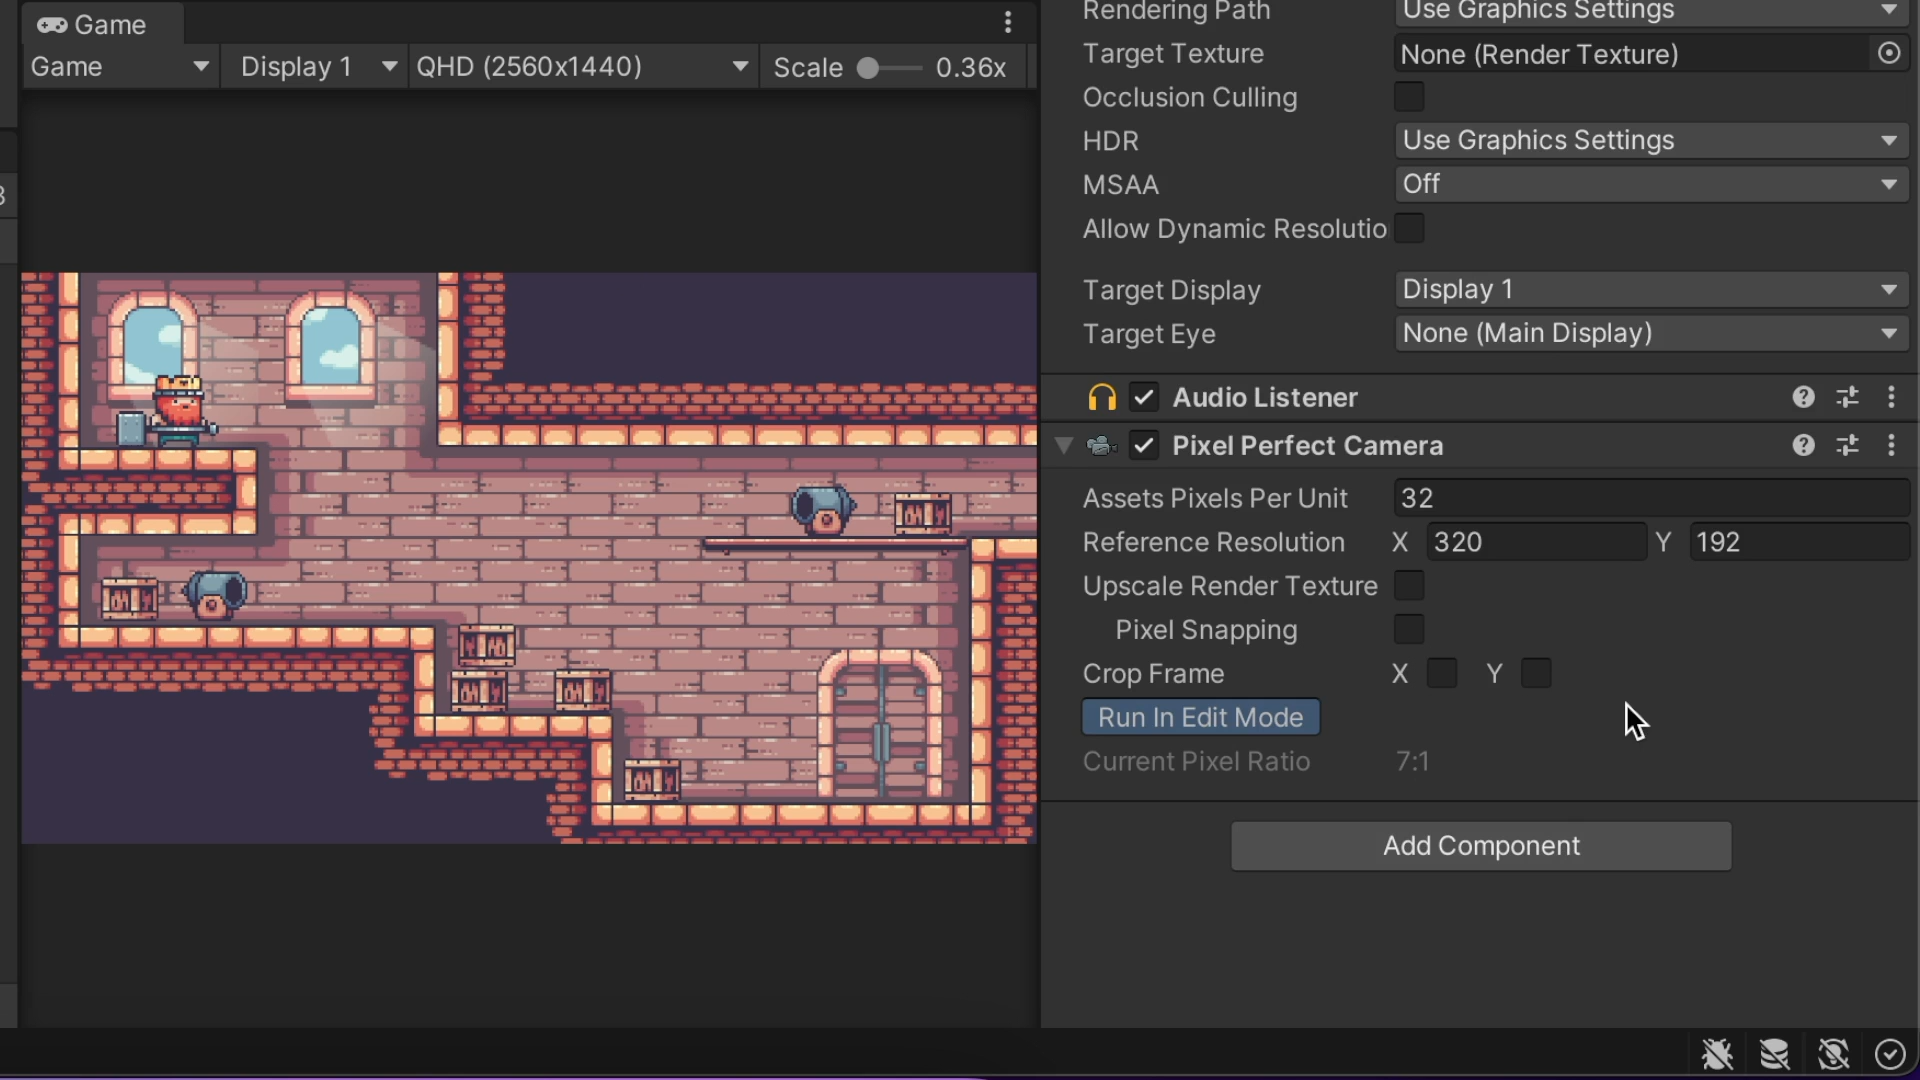 Game
Game Display 1 QHD (2560x1440) Scale 0.36x
Rendering Path Use Graphics Settings
Target Texture None (Render Texture)
Occlusion Culling
HDR Use Graphics Settings
MSAA Off
Allow Dynamic Resolutio
Target Display Display 1
Target Eye None (Main Display)
Audio Listener
Pixel Perfect Camera
Assets Pixels Per Unit 32
Reference Resolution X 320 Y 192
Upscale Render Texture
Pixel Snapping
Crop Frame X Y
Run In Edit Mode
Current Pixel Ratio 7:1
Add Component